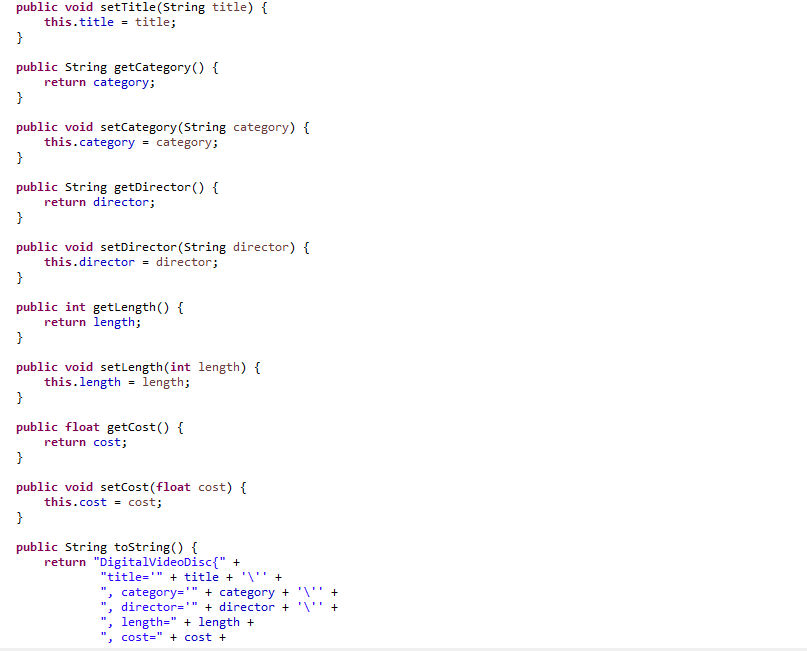 public void setTitle(String title) {
    this.title = title;
}
public String getCategory() {
    return category;
}
public void setCategory(String category) {
    this.category = category;
}
public String getDirector() {
    return director;
}
public void setDirector(String director) {
    this.director = director;
}
public int getLength() {
    return length;
}
public void setLength(int length) {
    this.length = length;
}
public float getCost() {
    return cost;
}
public void setCost(float cost) {
    this.cost = cost;
}
public String toString() {
    return "DigitalVideoDisc{" +
            "title='" + title + '\'' +
            ", category='" + category + '\'' +
            ", director='" + director + '\'' +
            ", length=" + length +
            ", cost=" + cost +